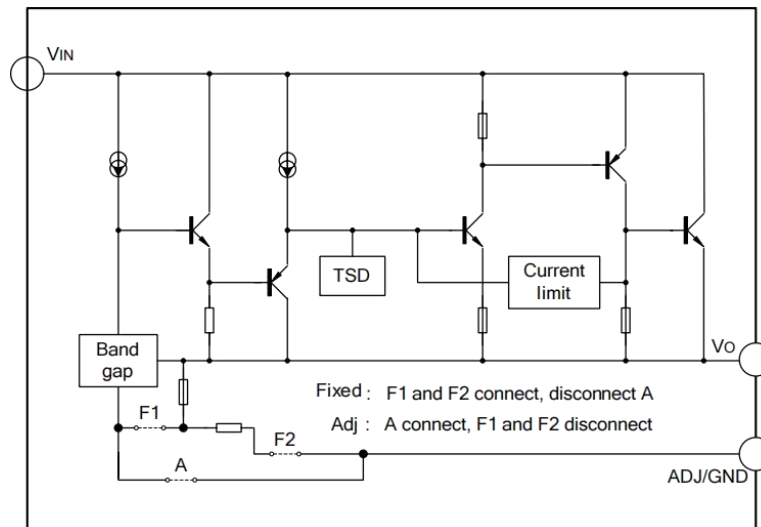 VIN
TSD
Current
limit
Band
gap
VO
Fixed : F1 and F2 connect, disconnect A
F1
Adj : A connect, F1 and F2 disconnect
F2
A
ADJ/GND